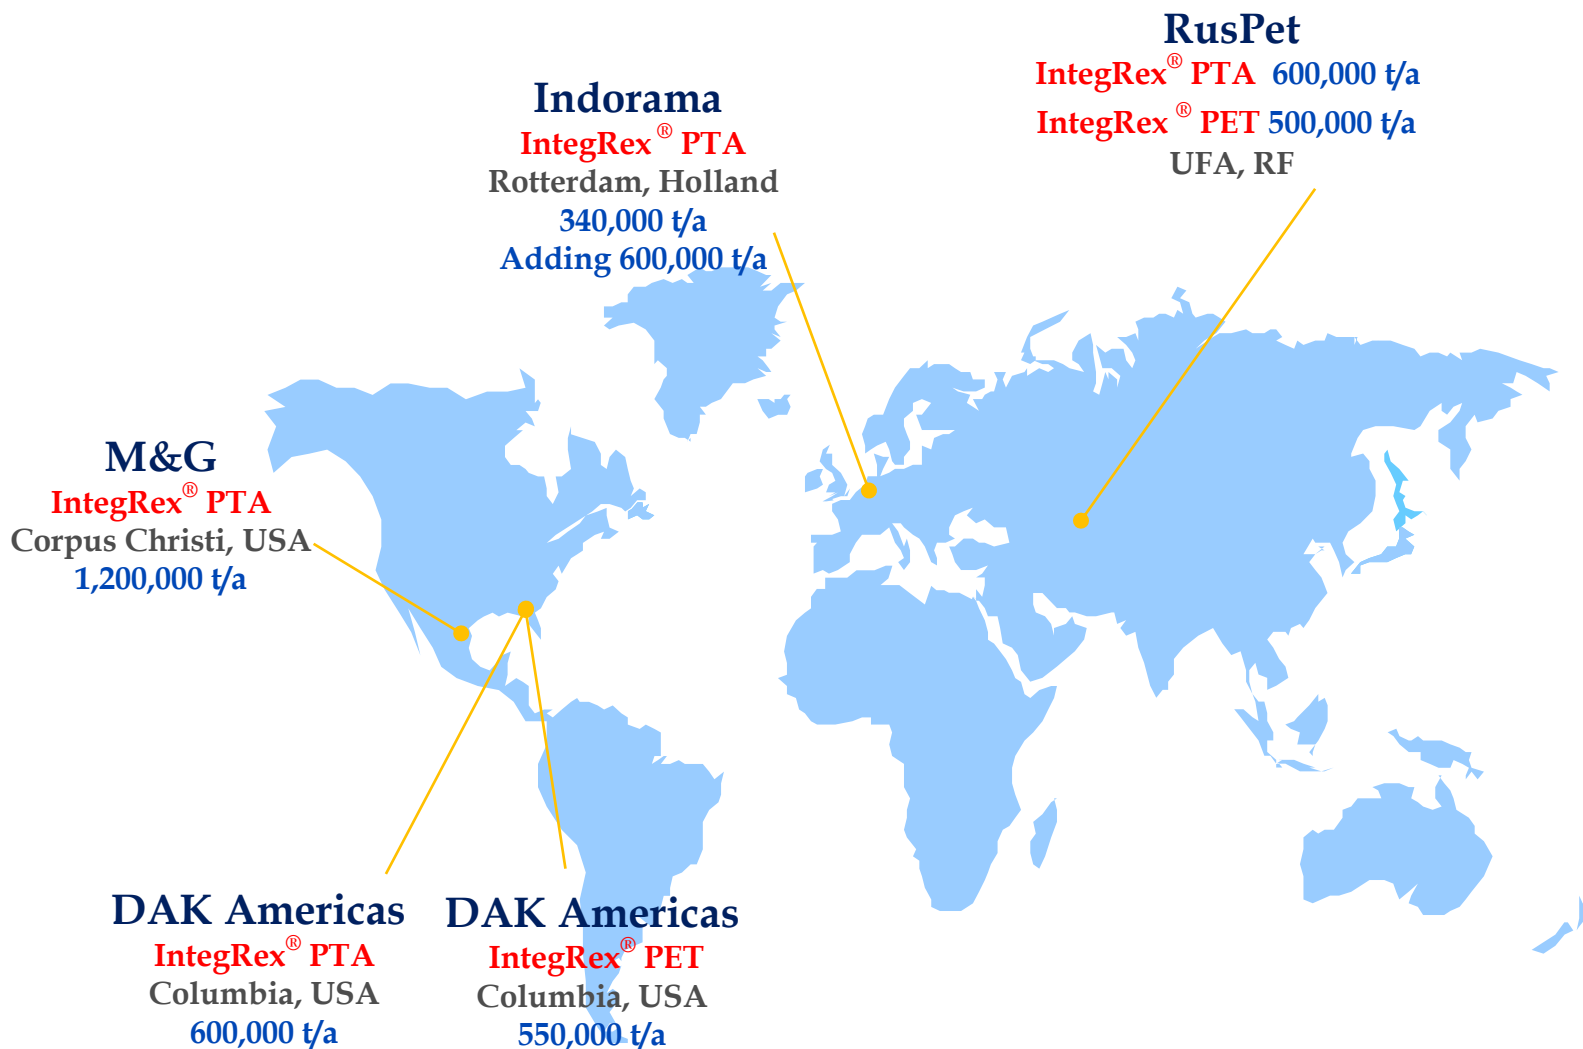 RusPet
IntegRex® PTA 600,000 t/a
IntegRex ® PET 500,000 t/a
UFA, RF
Indorama
IntegRex ® PTA
Rotterdam, Holland
340,000 t/a
Adding 600,000 t/a
M&G
IntegRex® PTA
Corpus Christi, USA
1,200,000 t/a
DAK Americas
IntegRex® PTA
Columbia, USA
600,000 t/a
DAK Americas
IntegRex® PET
Columbia, USA
550,000 t/a